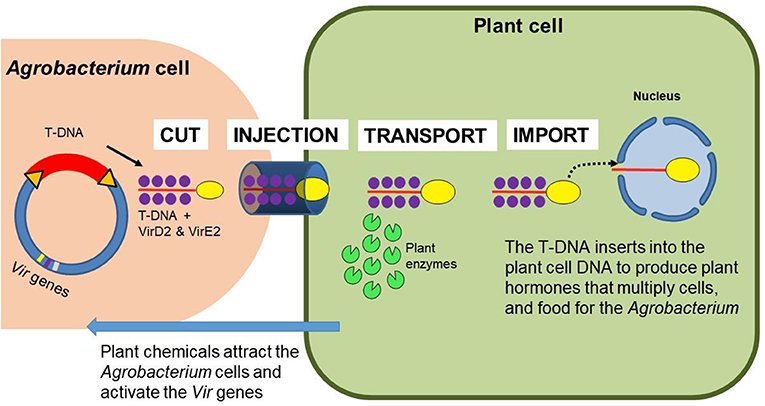 Plant cell
Agrobacterium cell
Nucleus
T-DNA
CUT
INJECTION
TRANSPORT
IMPORT
T-DNA +
VirD2 & VirE2
Plant
enzymes
Vir genes
The T-DNA inserts into the
plant cell DNA to produce plant
hormones that multiply cells,
and food for the Agrobacterium
Plant chemicals attract the
Agrobacterium cells and
activate the Vir genes